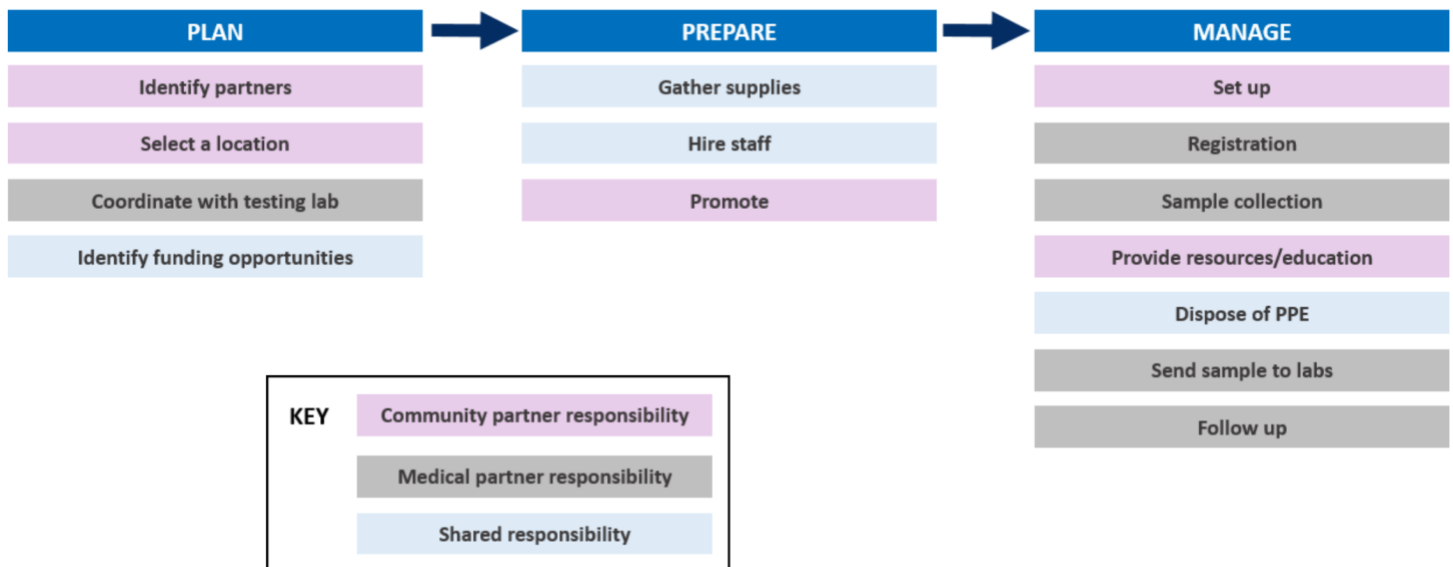 PLAN
Identify partners
Select a location
Coordinate with testing lab
Identify funding opportunities
PREPARE
Gather supplies
Hire staff
Promote
MANAGE
Set up
Registration
Sample collection
Provide resources/education
Dispose of PPE
Send sample to labs
Follow up
KEY
Community partner responsibility
Medical partner responsibility
Shared responsibility